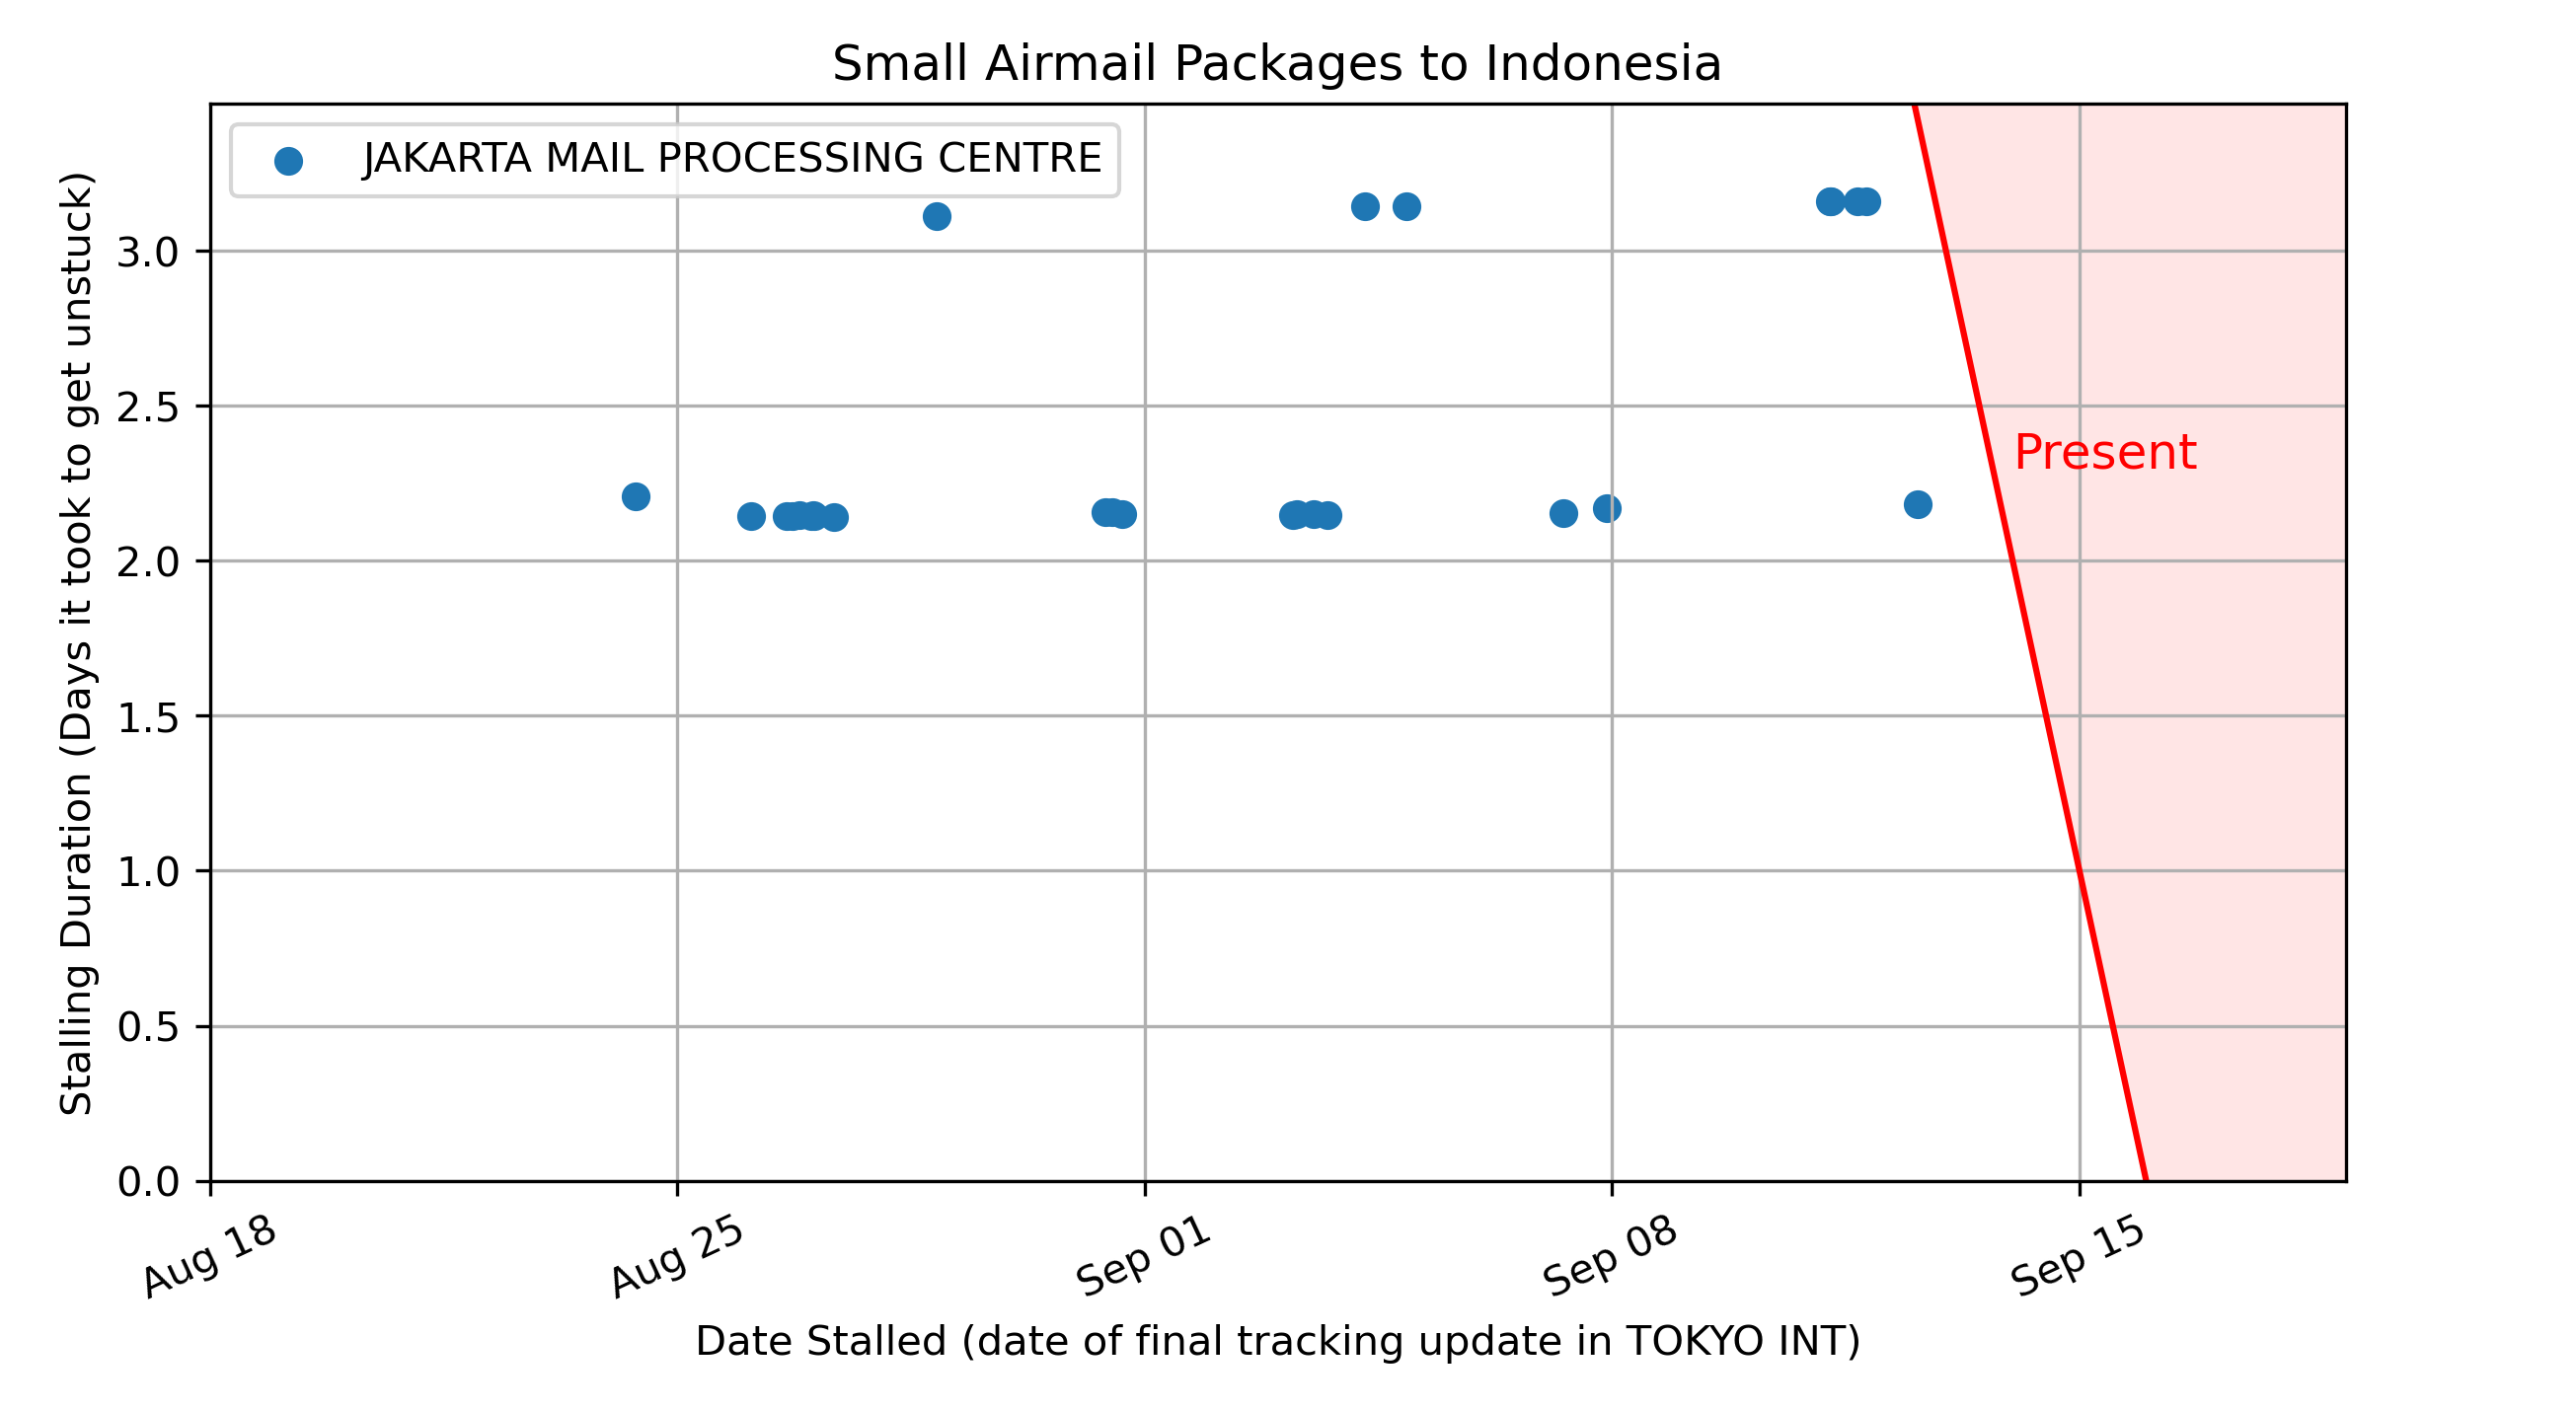 Small Airmail Packages to Indonesia
JAKARTA MAIL PROCESSING CENTRE
Stalling Duration (Days it took to get unstuck)
3.0
2.5
2.0
1.5
1.0
0.5
0.0
Present
Aug 18
Aug 25
Sep 01
Sep 08
Sep 15
Date Stalled (date of final tracking update in TOKYO INT)